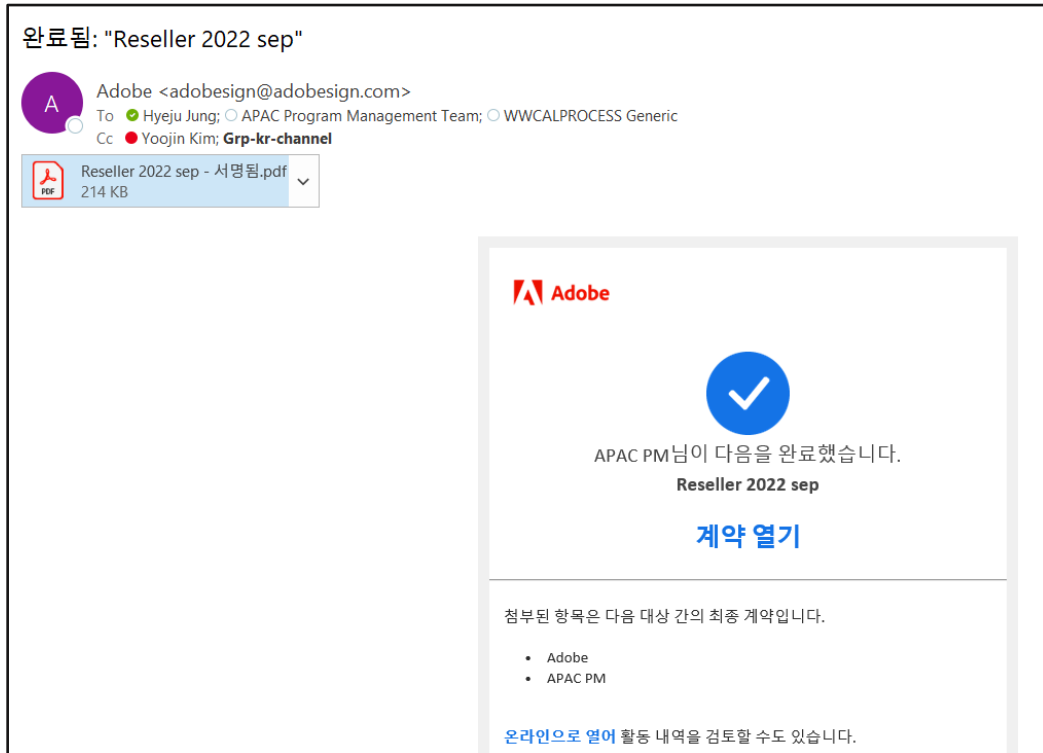 완료됨: "Reseller 2022 sep"
A
Adobe <adobesign@adobesign.com>
To Hyeju Jung; APAC Program Management Team; WWCALPROCESS Generic
Cc Yoojin Kim; Grp-kr-channel
PDF
Reseller 2022 sep - 서명됨.pdf
214 KB
Adobe
APAC PM님이 다음을 완료했습니다.
Reseller 2022 sep
계약 열기
첨부된 항목은 다음 대상 간의 최종 계약입니다.
• Adobe
• APAC PM
온라인으로 열어 활동 내역을 검토할 수도 있습니다.